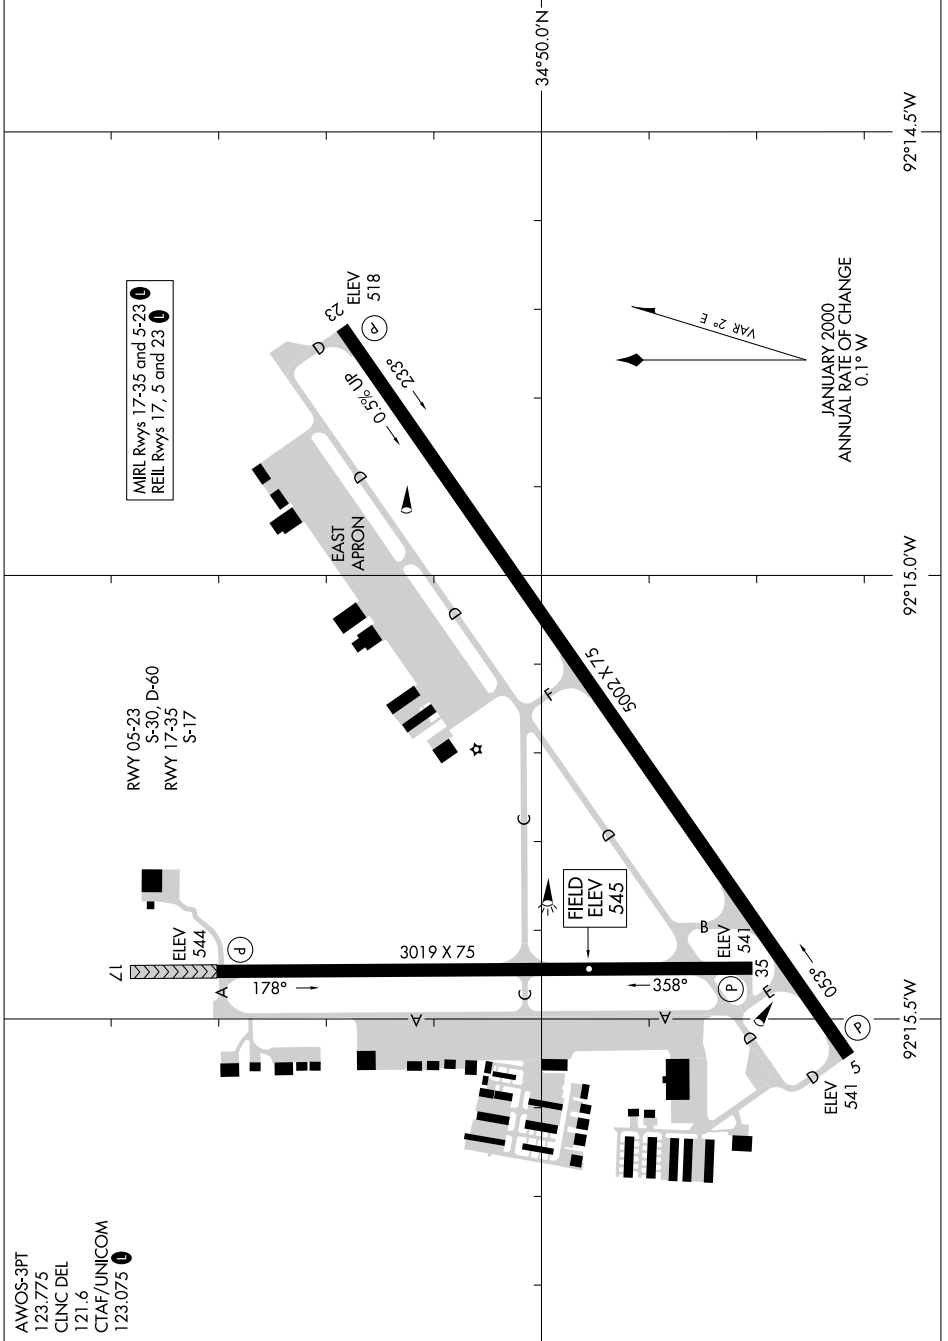 AWOS-3PT
123.775
CLNC DEL
121.6
CTAF/UNICOM
123.075 L
RWY 05-23
S-30, D-60
RWY 17-35
S-17
MIRL Rwys 17-35 and 5-23 L
REIL Rwys 17, 5 and 23 L
34°50.0'N
92°14.5'W
92°15.0'W
92°15.5'W
23
ELEV
518
P
D
233°
0.5% UP
D
EAST
APRON
D
F
5002 X 75
C
D
17
ELEV
544
P
A
178°
3019 X 75
C
FIELD
ELEV
545
A
A
358°
B
ELEV
541
35
P
F
D
053°
P
D
5
ELEV
541
VAR 2° E
JANUARY 2000
ANNUAL RATE OF CHANGE
0.1° W